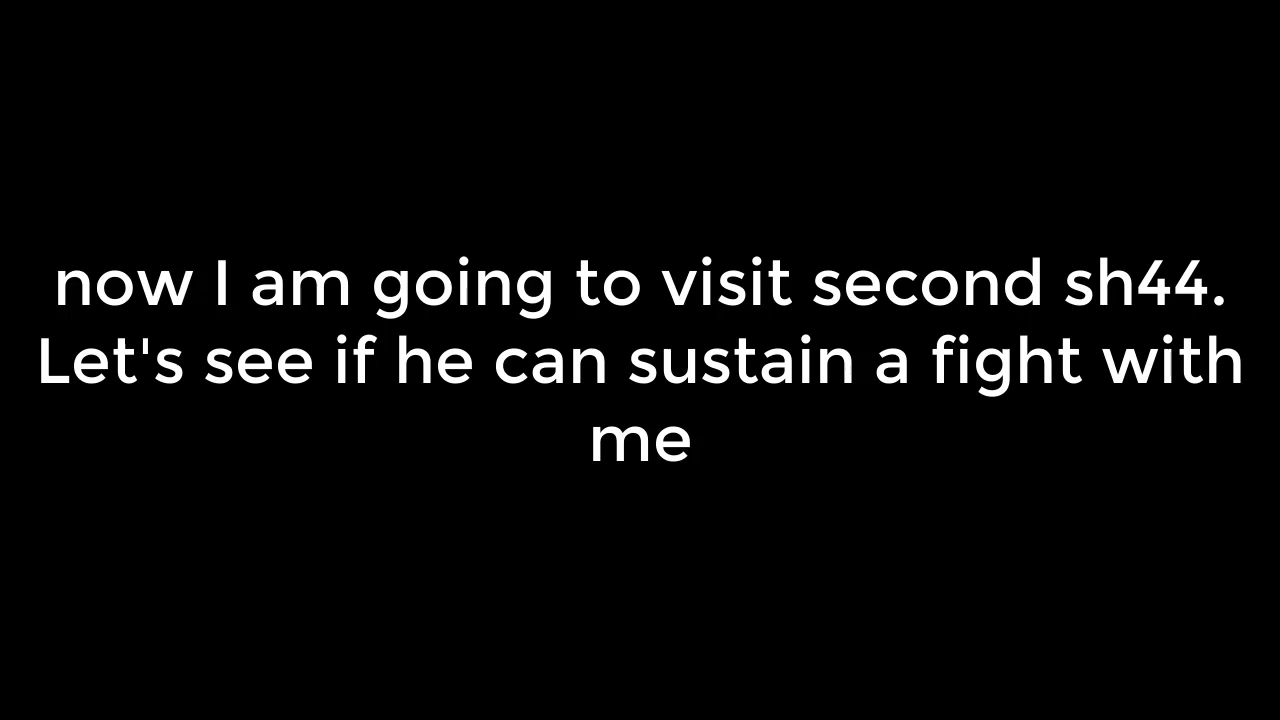 now I am going to visit second sh44.
Let's see if he can sustain a fight with
me